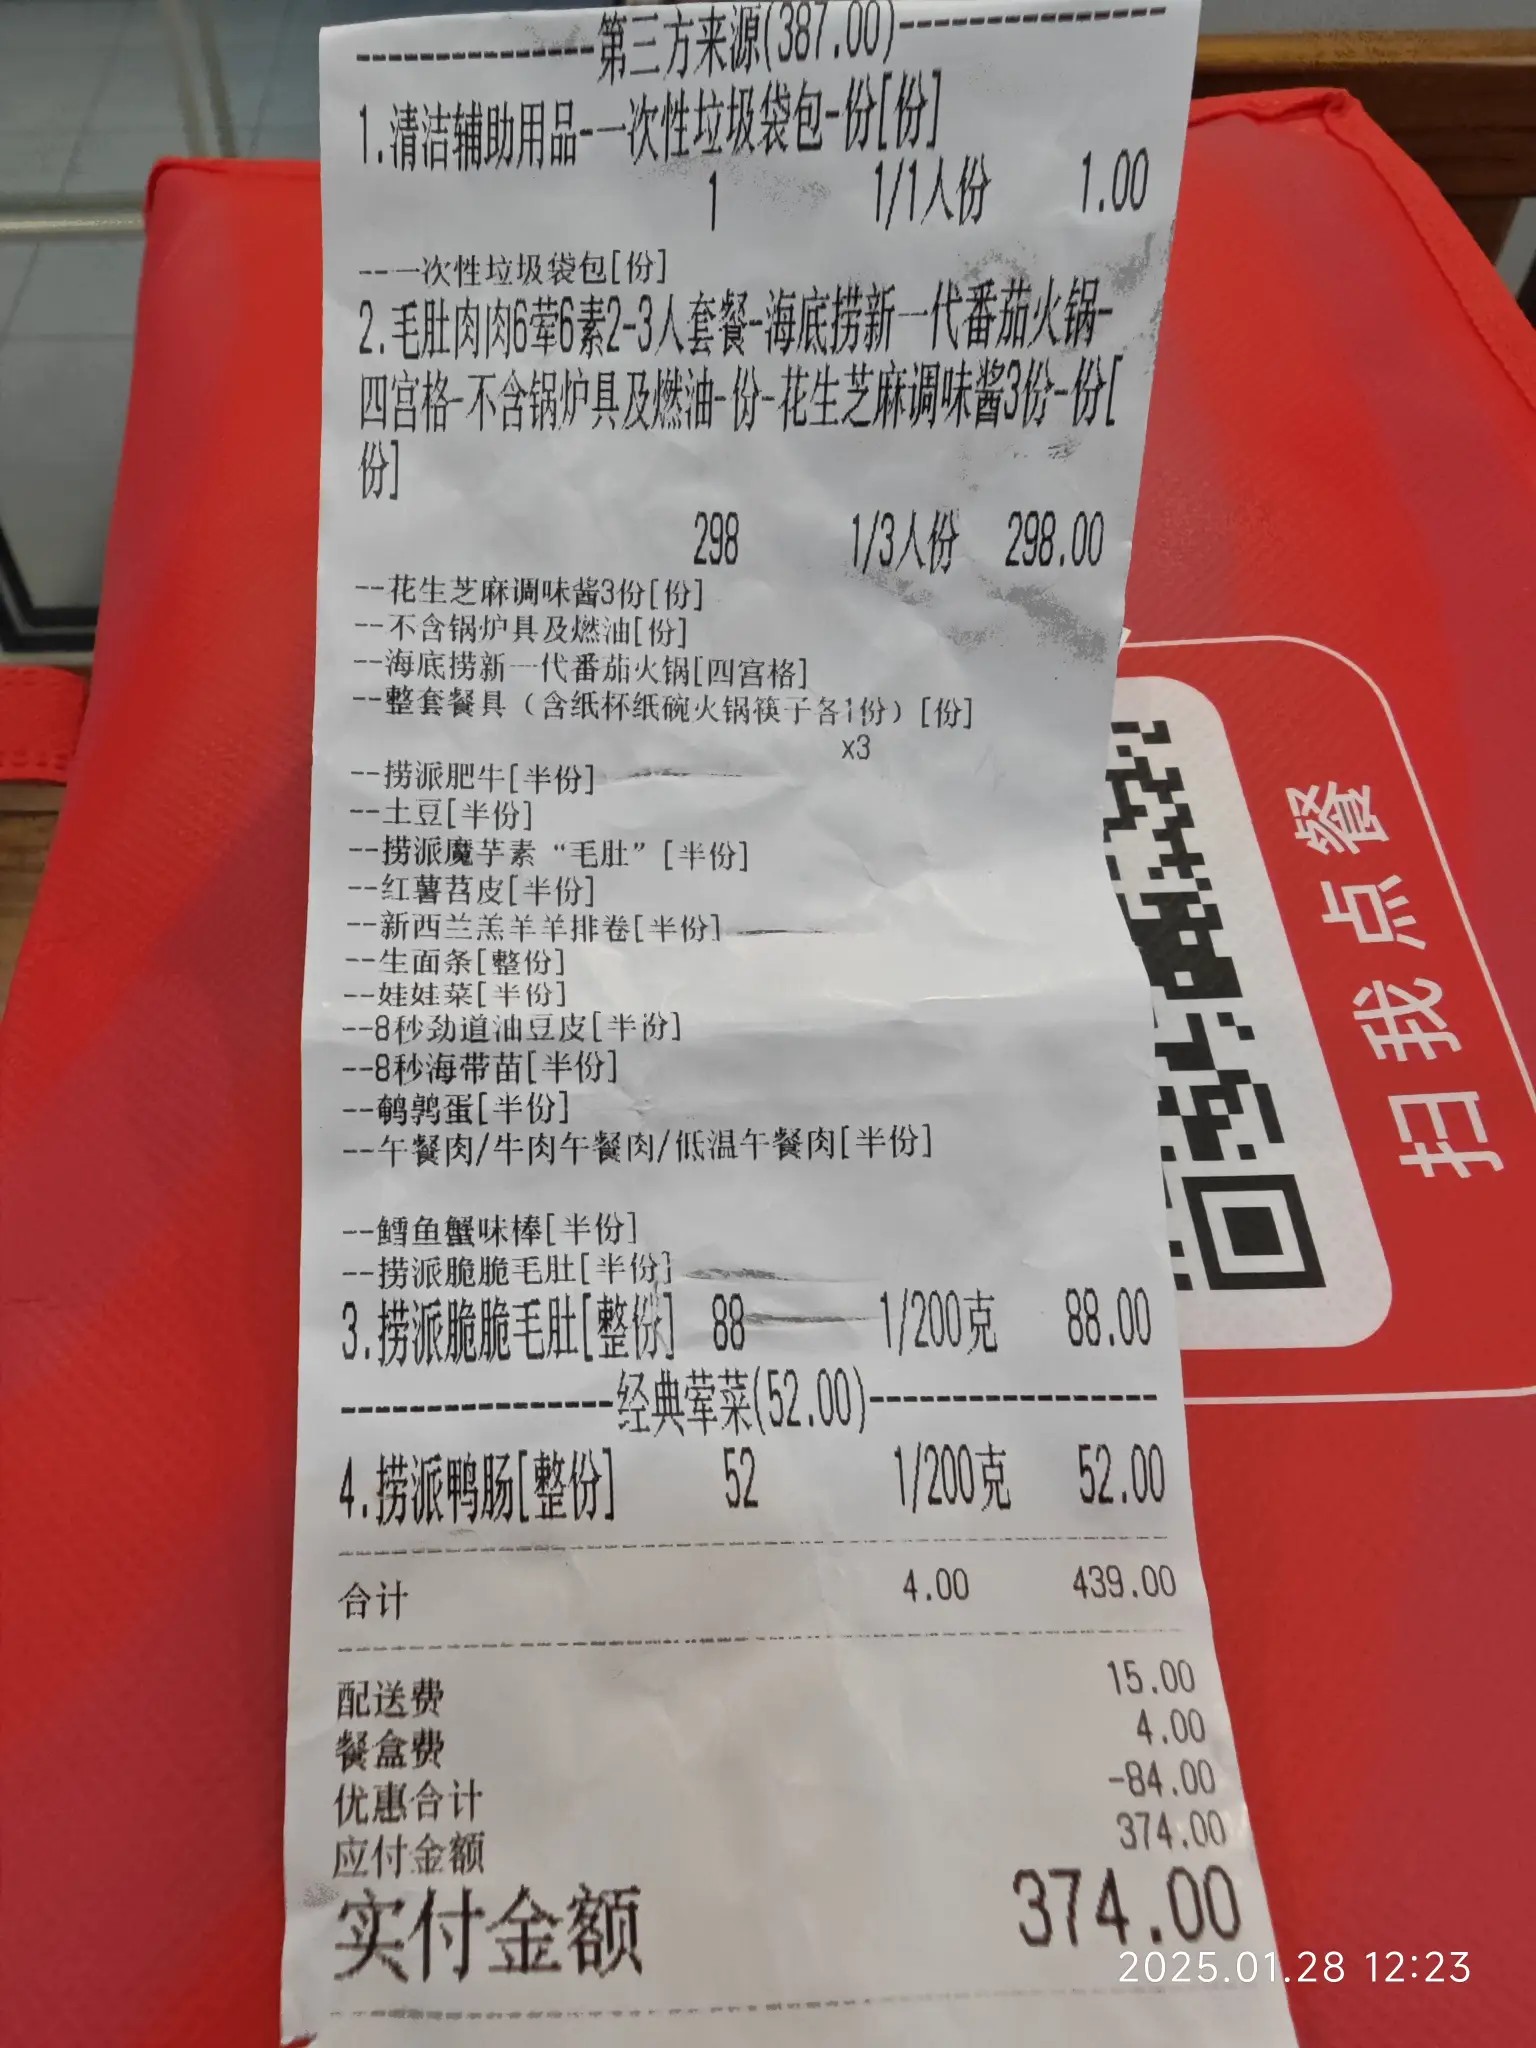 ---------------第三方来源(387.00)-----------------
1.清洁辅助用品-一次性垃圾袋包-份[份]
1 1/1人份 1.00
--一次性垃圾袋包[份]
2.毛肚肉肉6荤6素2-3人套餐-海底捞新一代番茄火锅-
四宫格-不含锅炉具及燃油-份-花生芝麻调味酱3份-份[
份]
298 1/3人份 298.00
--花生芝麻调味酱3份[份]
--不含锅炉具及燃油[份]
--海底捞新一代番茄火锅[四宫格]
--整套餐具（含纸杯纸碗火锅筷子各1份）[份]
x3
--捞派肥牛[半份]
--土豆[半份]
--捞派魔芋素“毛肚”[半份]
--红薯苕皮[半份]
--新西兰羔羊羊排卷[半份]
--生面条[整份]
--娃娃菜[半份]
--8秒劲道油豆皮[半份]
--8秒海带苗[半份]
--鹌鹑蛋[半份]
--午餐肉/牛肉午餐肉/低温午餐肉[半份]
--鳕鱼蟹味棒[半份]
--捞派脆脆毛肚[半份]
3.捞派脆脆毛肚[整份] 88 1/200克 88.00
-----------------经典荤菜(52.00)------------------
4.捞派鸭肠[整份] 52 1/200克 52.00
合计 4.00 439.00
配送费 15.00
餐盒费 4.00
优惠合计 -84.00
应付金额 374.00
实付金额 374.00
扫我点餐
2025.01.28 12:23